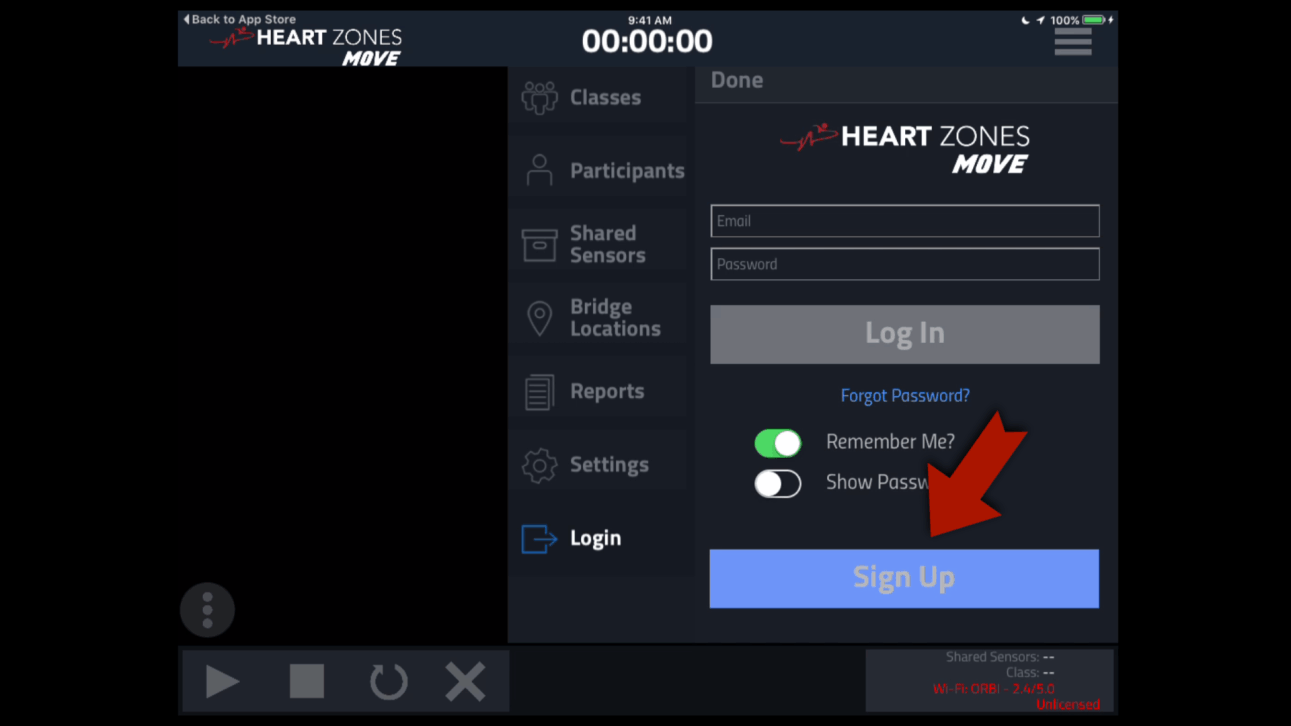 Back to App Store
9:41 AM
100%
HEART ZONES
MOVE
00:00:00
Classes
Participants
Shared
Sensors
Bridge
Locations
Reports
Settings
Login
Done
HEART ZONES
MOVE
Email
Password
Log In
Forgot Password?
Remember Me?
Show Passw
Sign Up
Shared Sensors: --
Class: --
Wi-Fi: ORBI - 2.4/5.0
Unlicensed